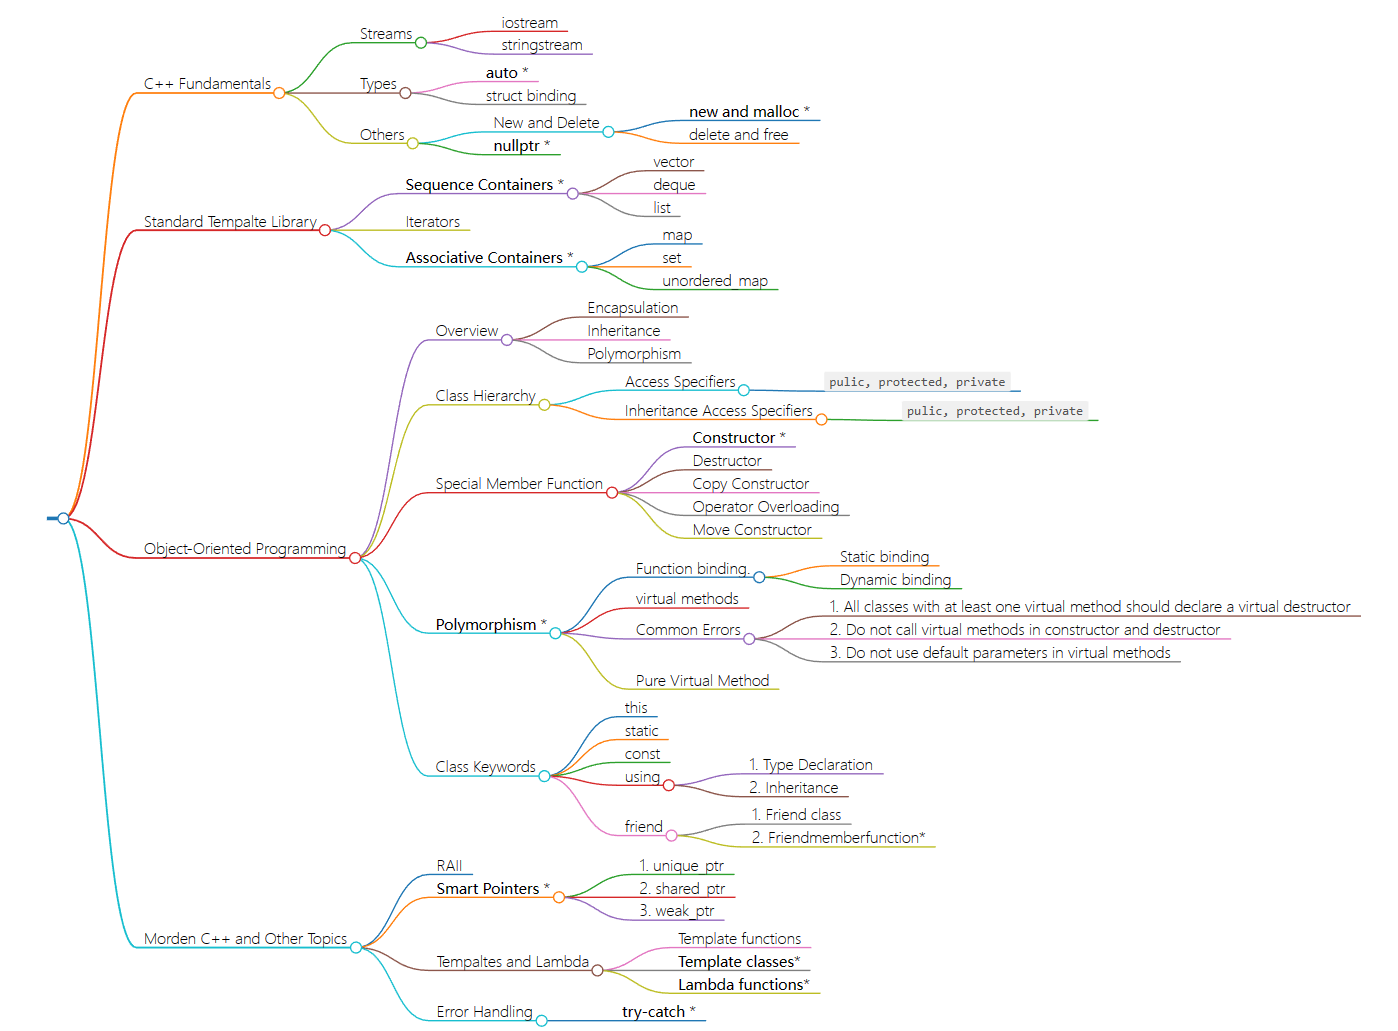 C++ Fundamentals
Streams
iostream
stringstream
Types
auto *
struct binding
Others
New and Delete
new and malloc *
delete and free
nullptr *
Standard Tempalte Library
Sequence Containers *
vector
deque
list
Iterators
Associative Containers *
map
set
unordered_map
Object-Oriented Programming
Overview
Encapsulation
Inheritance
Polymorphism
Class Hierarchy
Access Specifiers
pulic, protected, private
Inheritance Access Specifiers
pulic, protected, private
Special Member Function
Constructor *
Destructor
Copy Constructor
Operator Overloading
Move Constructor
Polymorphism *
Function binding.
Static binding
Dynamic binding
virtual methods
Common Errors
1. All classes with at least one virtual method should declare a virtual destructor
2. Do not call virtual methods in constructor and destructor
3. Do not use default parameters in virtual methods
Pure Virtual Method
Class Keywords
this
static
const
using
1. Type Declaration
2. Inheritance
friend
1. Friend class
2. Friendmemberfunction*
Morden C++ and Other Topics
RAII
Smart Pointers *
1. unique_ptr
2. shared_ptr
3. weak_ptr
Tempaltes and Lambda
Template functions
Template classes*
Lambda functions*
Error Handling
try-catch *